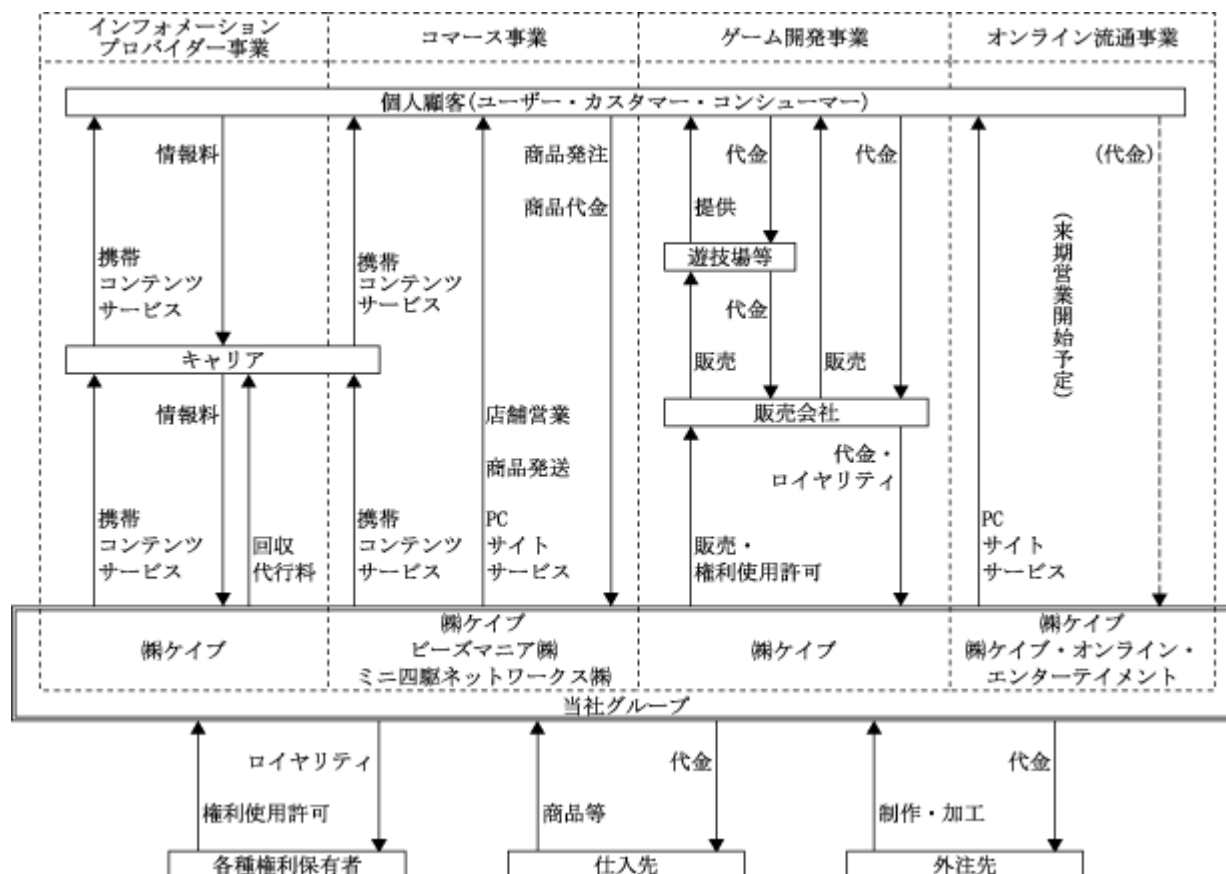 インフォメーション
プロバイダー事業
コマース事業
ゲーム開発事業
オンライン流通事業
個人顧客(ユーザー・カスタマー・コンシューマー)
情報料
商品発注
代金
代金
(代金)
商品代金
提供
(来期営業開始予定)
遊技場等
携帯
コンテンツ
サービス
携帯
コンテンツ
サービス
代金
キャリア
販売
販売
販売会社
情報料
店舗営業
代金・
ロイヤリティ
商品発送
携帯
コンテンツ
サービス
回収
代行料
携帯
コンテンツ
サービス
PC
サイト
サービス
販売・
権利使用許可
PC
サイト
サービス
㈱ケイブ
㈱ケイブ
ビーズマニア㈱
ミニ四駆ネットワークス㈱
㈱ケイブ
㈱ケイブ
㈱ケイブ・オンライン・
エンターテイメント
当社グループ
ロイヤリティ
代金
代金
権利使用許可
商品等
制作・加工
各種権利保有者
仕入先
外注先